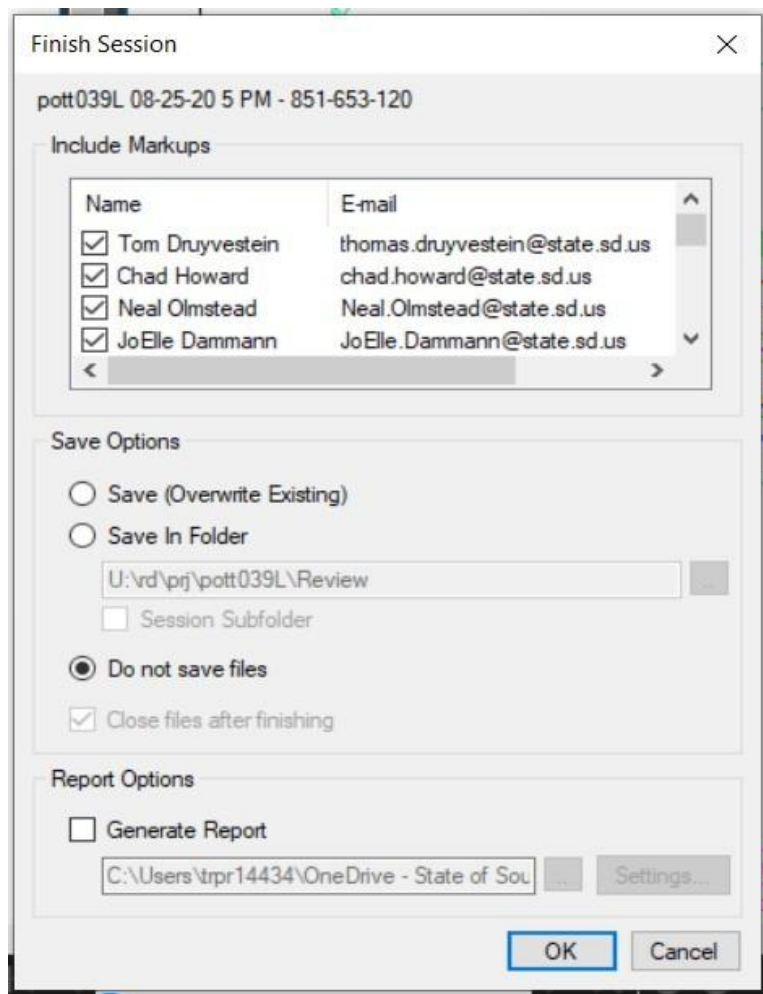 Finish Session
pott039L 08-25-20 5 PM - 851-653-120
Include Markups
Name E-mail
Tom Druyvestein thomas.druyvestein@state.sd.us
Chad Howard chad.howard@state.sd.us
Neal Olmstead Neal.Olmstead@state.sd.us
JoElle Dammann JoElle.Dammann@state.sd.us
Save Options
Save (Overwrite Existing)
Save In Folder
U:\rd\prj\pott039L\Review ...
Session Subfolder
Do not save files
Close files after finishing
Report Options
Generate Report
C:\Users\trpr14434\OneDrive - State of Sou ... Settings...
OK Cancel